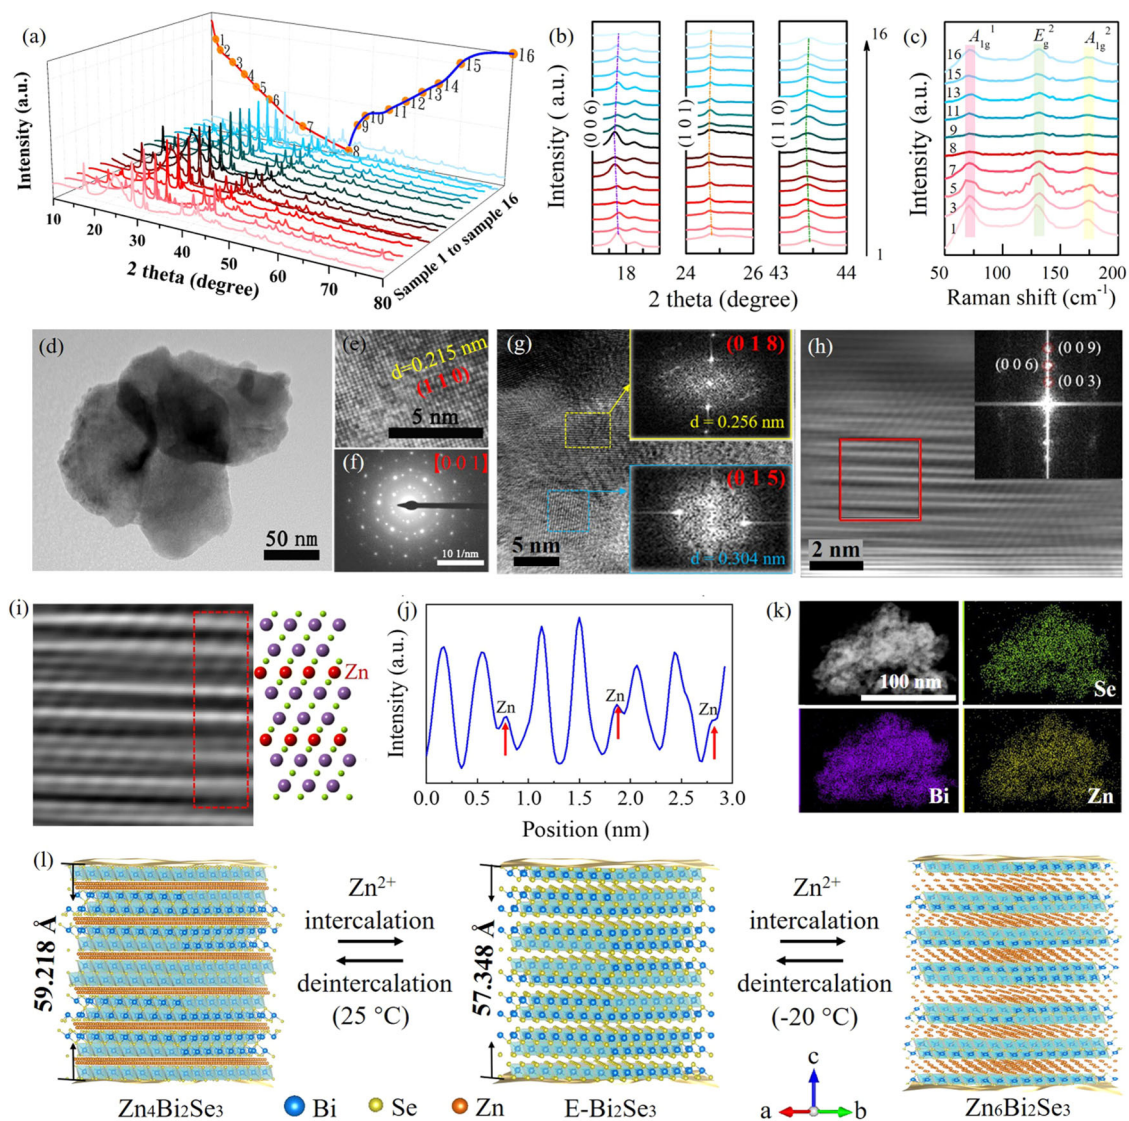 (a)
Intensity (a.u.)
1
2
3
4
5
6
7
8
9
10
11
12
13
14
15
16
10
20
30
40
50
60
70
80
2 theta (degree)
Sample 1 to sample 16
(b)
Intensity ( a.u.)
(0 0 6)
(1 0 1)
(1 1 0)
16
1
18
24 26
43 44
2 theta (degree)
(c)
Intensity (a.u.)
A1g1 Eg2 A1g2
16
15
13
11
9
8
7
5
3
1
50 100 150 200
Raman shift (cm-1)
(d)
50 nm
(e)
d=0.215 nm
(1 1 0)
5 nm
(f)
[0 0 1]
10 1/nm
(g)
(0 1 8)
d = 0.256 nm
(0 1 5)
d = 0.304 nm
5 nm
(h)
(0 0 9)
(0 0 6)
(0 0 3)
2 nm
(i)
Zn
(j)
Intensity (a.u.)
Zn
Zn
Zn
0.0 0.5 1.0 1.5 2.0 2.5 3.0
Position (nm)
(k)
100 nm
Se
Bi
Zn
(l)
59.218 Å
Zn2+
intercalation
deintercalation
(25 °C)
57.348 Å
Zn2+
intercalation
deintercalation
(-20 °C)
c
a
b
Zn4Bi2Se3
Bi
Se
Zn
E-Bi2Se3
Zn6Bi2Se3